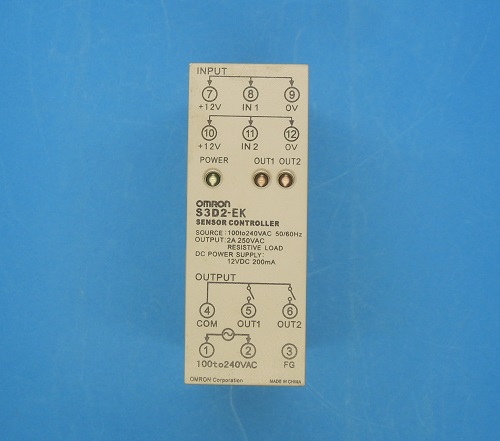 INPUT
7 8 9
+12V IN 1 0V
10 11 12
+12V IN 2 0V
POWER OUT1 OUT2
OMRON
S3D2-EK
SENSOR CONTROLLER
SOURCE:100to240VAC 50/60Hz
OUTPUT:2A 250VAC
RESISTIVE LOAD
DC POWER SUPPLY:
12VDC 200mA
OUTPUT
4 5 6
COM OUT1 OUT2
1 2 3
100to240VAC FG
OMRON Corporation MADE IN CHINA